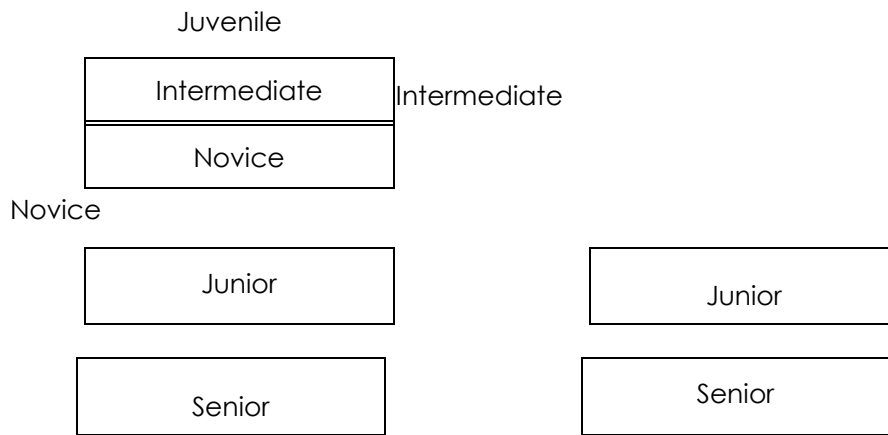 Juvenile
Intermediate
Intermediate
Novice
Novice
Junior
Junior
Senior
Senior